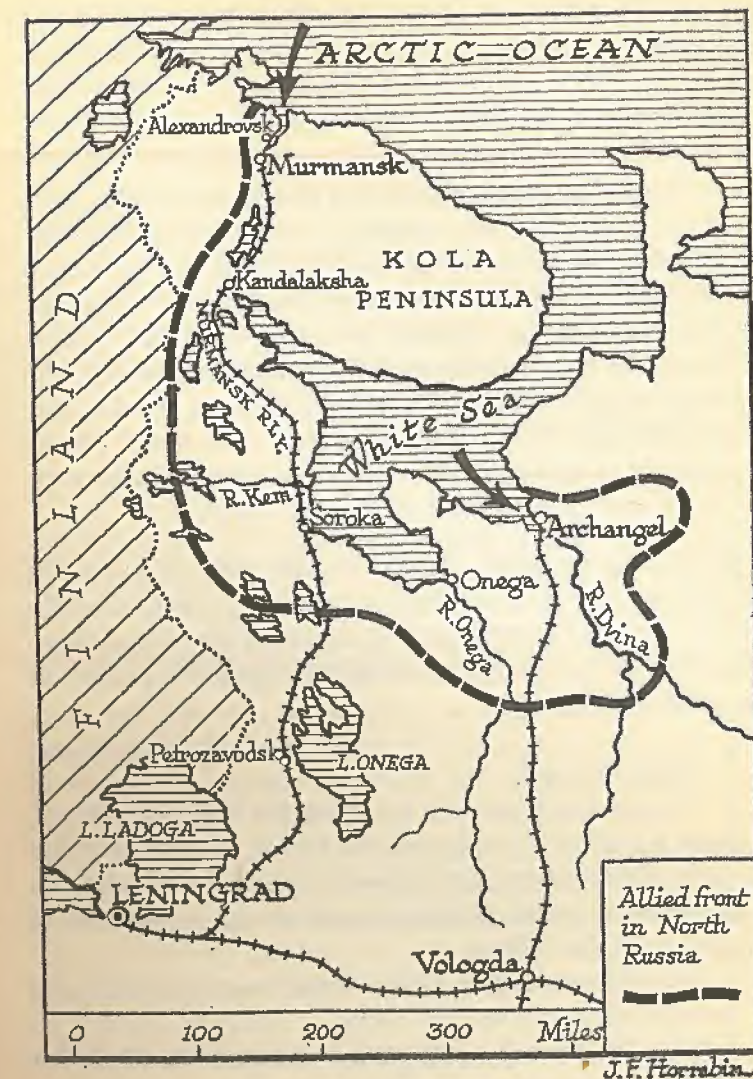 ARCTIC OCEAN
Alexandrovsk
Murmansk
KOLA
PENINSULA
Kandalaksha
MURMANSK RLY.
FINLAND
White Sea
R. Kem
Soroka
Archangel
Onega
R. Onega
R. Dvina
Petrozavodsk
L. ONEGA
L. LADOGA
LENINGRAD
Vologda
Allied front
in North
Russia
0 100 200 300 Miles
J. F. Horrabin